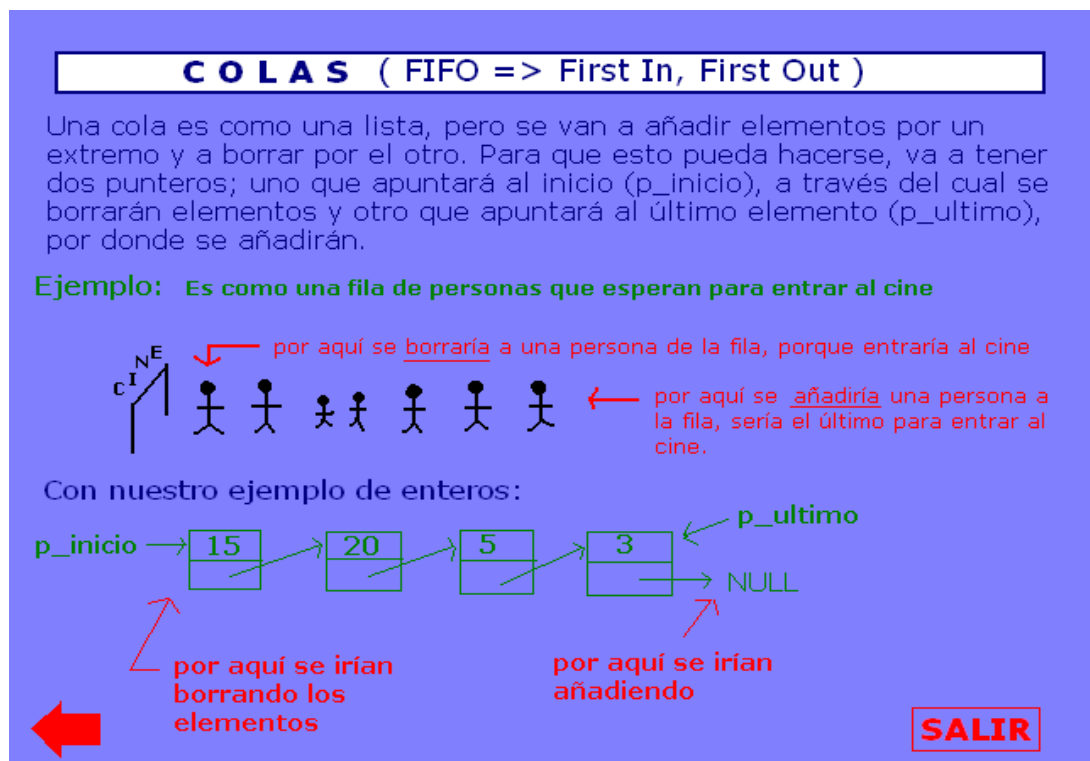 C O L A S ( FIFO => First In, First Out )
Una cola es como una lista, pero se van a añadir elementos por un
extremo y a borrar por el otro. Para que esto pueda hacerse, va a tener
dos punteros; uno que apuntará al inicio (p_inicio), a través del cual se
borrarán elementos y otro que apuntará al último elemento (p_ultimo),
por donde se añadirán.
Ejemplo: Es como una fila de personas que esperan para entrar al cine
CINE
por aquí se borraría a una persona de la fila, porque entraría al cine
por aquí se añadiría una persona a
la fila, sería el último para entrar al
cine.
Con nuestro ejemplo de enteros:
p_ultimo
p_inicio 15 20 5 3
NULL
por aquí se irían
borrando los
elementos
por aquí se irían
añadiendo
SALIR